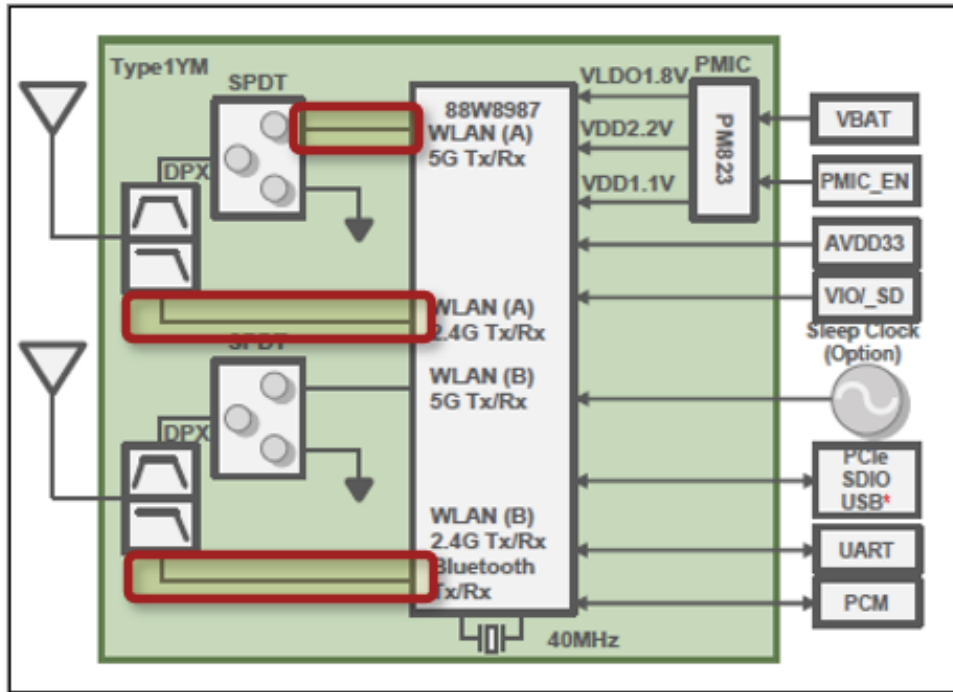 Type1YM
SPDT
DPX
88W8987
WLAN (A)
5G Tx/Rx
WLAN (A)
2.4G Tx/Rx
SPDT
DPX
WLAN (B)
5G Tx/Rx
WLAN (B)
2.4G Tx/Rx
Bluetooth
Tx/Rx
40MHz
VLDO1.8V
VDD2.2V
VDD1.1V
PMIC
PM823
VBAT
PMIC_EN
AVDD33
VIO/_SD
Sleep Clock
(Option)
PCIe
SDIO
USB*
UART
PCM